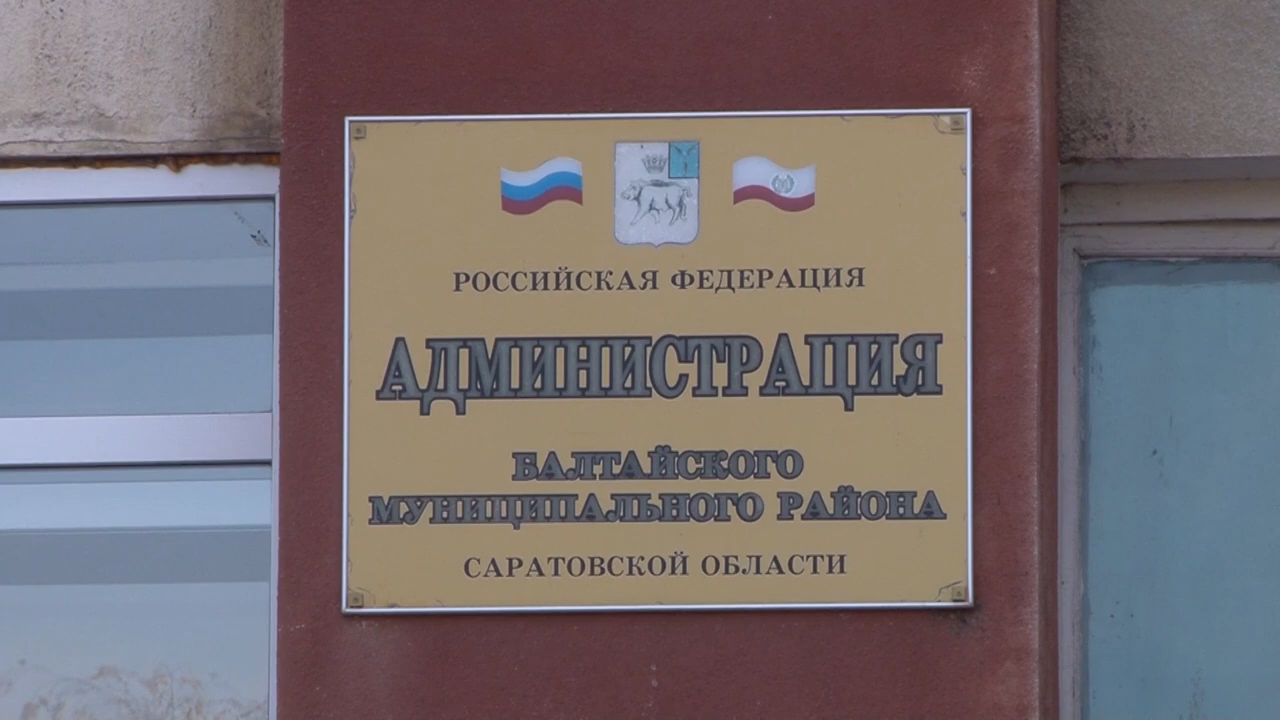 РОССИЙСКАЯ ФЕДЕРАЦИЯ
АДМИНИСТРАЦИЯ
БАЛТАЙСКОГО
МУНИЦИПАЛЬНОГО РАЙОНА
САРАТОВСКОЙ ОБЛАСТИ